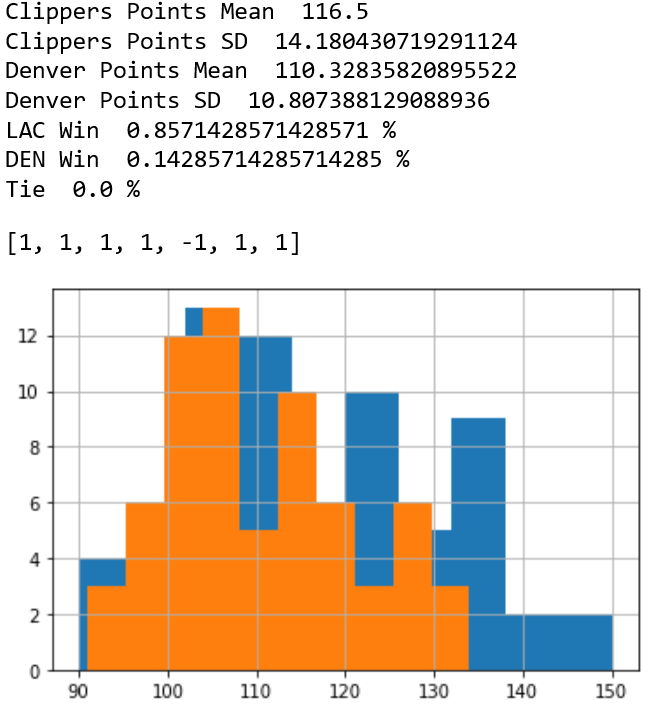 Clippers Points Mean  116.5
Clippers Points SD  14.180430719291124
Denver Points Mean  110.32835820895522
Denver Points SD  10.807388129088936
LAC Win  0.8571428571428571 %
DEN Win  0.14285714285714285 %
Tie  0.0 %
[1, 1, 1, 1, -1, 1, 1]
12
10
8
6
4
2
0
90 100 110 120 130 140 150